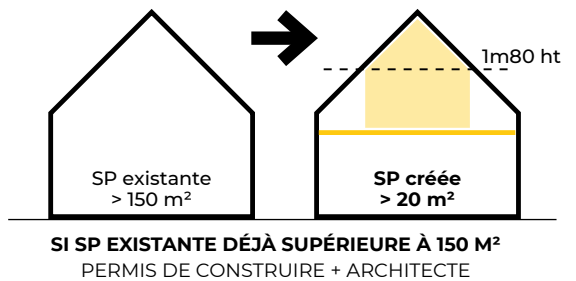 1m80 ht
SP existante
> 150 m²
SP créée
> 20 m²
SI SP EXISTANTE DÉJÀ SUPÉRIEURE À 150 M²
PERMIS DE CONSTRUIRE + ARCHITECTE